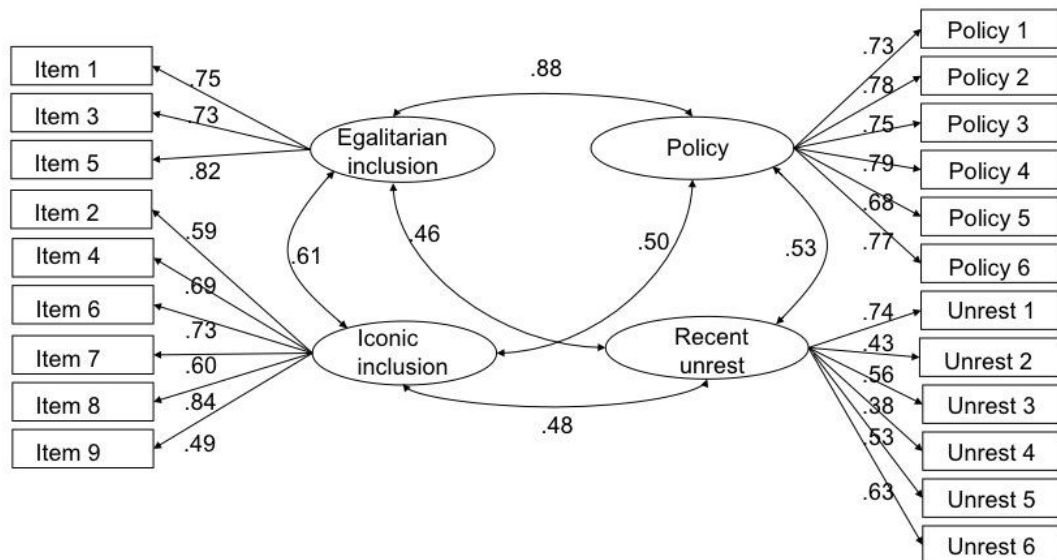 Item 1
Item 3
Item 5
Item 2
Item 4
Item 6
Item 7
Item 8
Item 9
.75
.73
.82
.59
.69
.73
.60
.84
.49
Egalitarian
inclusion
Iconic
inclusion
.88
.61
.46
.50
.53
.48
Policy
Recent
unrest
.73
.78
.75
.79
.68
.77
.74
.43
.56
.38
.53
.63
Policy 1
Policy 2
Policy 3
Policy 4
Policy 5
Policy 6
Unrest 1
Unrest 2
Unrest 3
Unrest 4
Unrest 5
Unrest 6